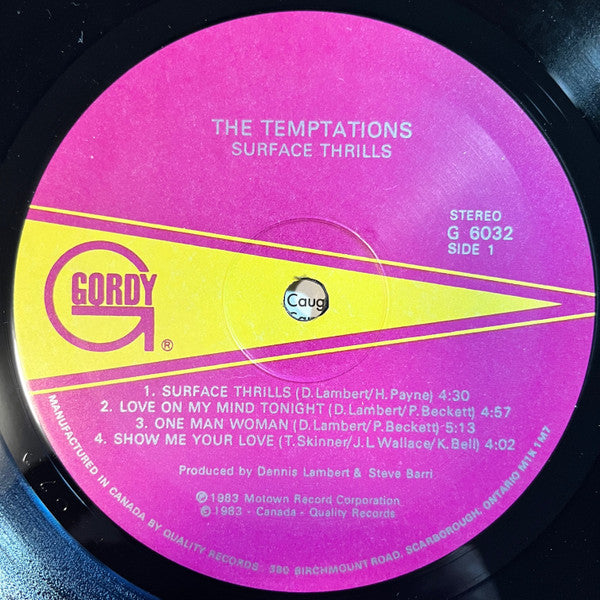 THE TEMPTATIONS
SURFACE THRILLS
STEREO
G 6032
SIDE 1
GORDY
®
Caug
1. SURFACE THRILLS (D. Lambert/H. Payne) 4:30
2. LOVE ON MY MIND TONIGHT (D. Lambert/P. Beckett) 4:57
3. ONE MAN WOMAN (D. Lambert/P. Beckett) 5:13
4. SHOW ME YOUR LOVE (T. Skinner/J.L Wallace/K. Bell) 4:02
Produced by Dennis Lambert & Steve Barri
℗1983 Motown Record Corporation
©1983 - Canada - Quality Records
MANUFACTURED IN CANADA BY QUALITY RECORDS - 380 BIRCHMOUNT ROAD, SCARBOROUGH, ONTARIO M1K 1M7